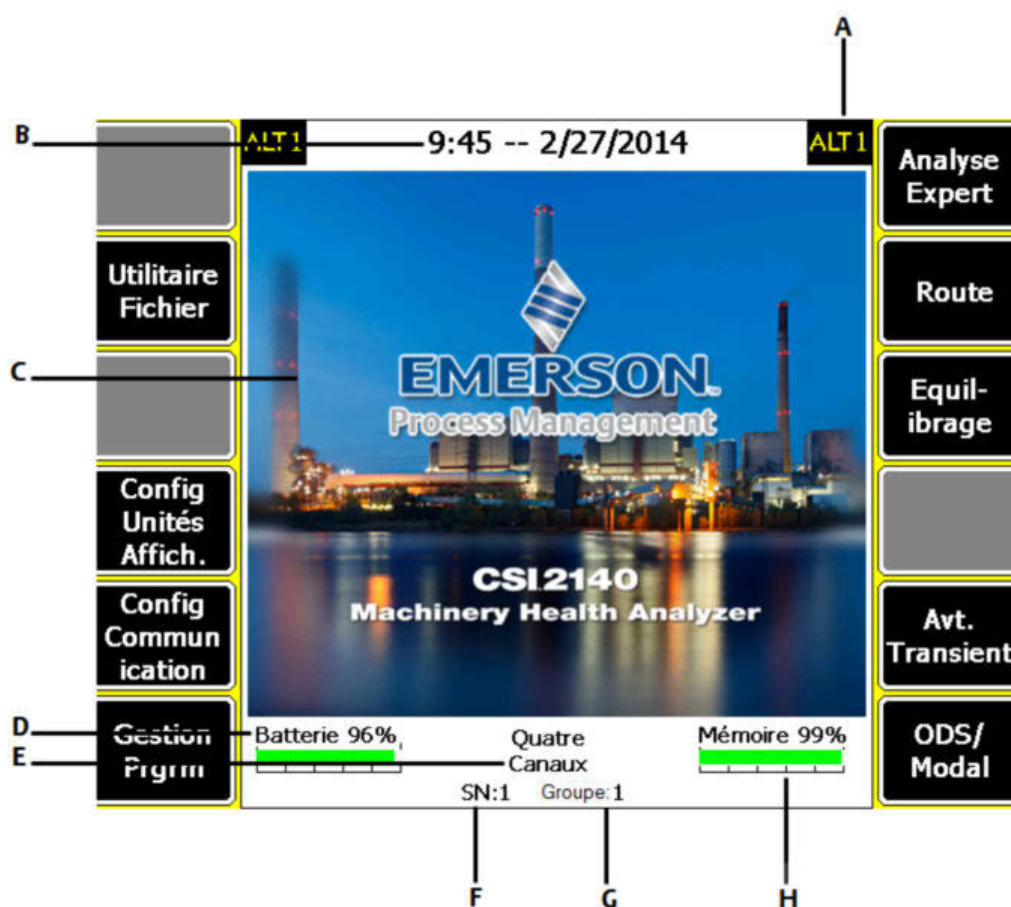 A
B
ALT1
9:45 -- 2/27/2014
ALT1
Analyse
Expert
Utilitaire
Fichier
Route
EMERSON™
Process Management
C
Equil-
ibrage
Config
Unités
Affich.
CSI 2140
Machinery Health Analyzer
Config
Commun
ication
Avt.
Transient
D
Gestion
Prgrm
Batterie 96%
Quatre
Canaux
Mémoire 99%
ODS/
Modal
E
SN:1
Groupe: 1
F
G
H